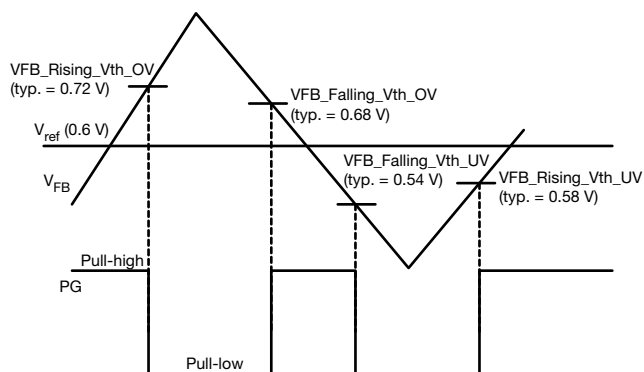 VFB_Rising_Vth_OV
(typ. = 0.72 V)
VFB_Falling_Vth_OV
(typ. = 0.68 V)
Vref (0.6 V)
VFB_Falling_Vth_UV
(typ. = 0.54 V)
VFB_Rising_Vth_UV
(typ. = 0.58 V)
VFB
Pull-high
PG
Pull-low